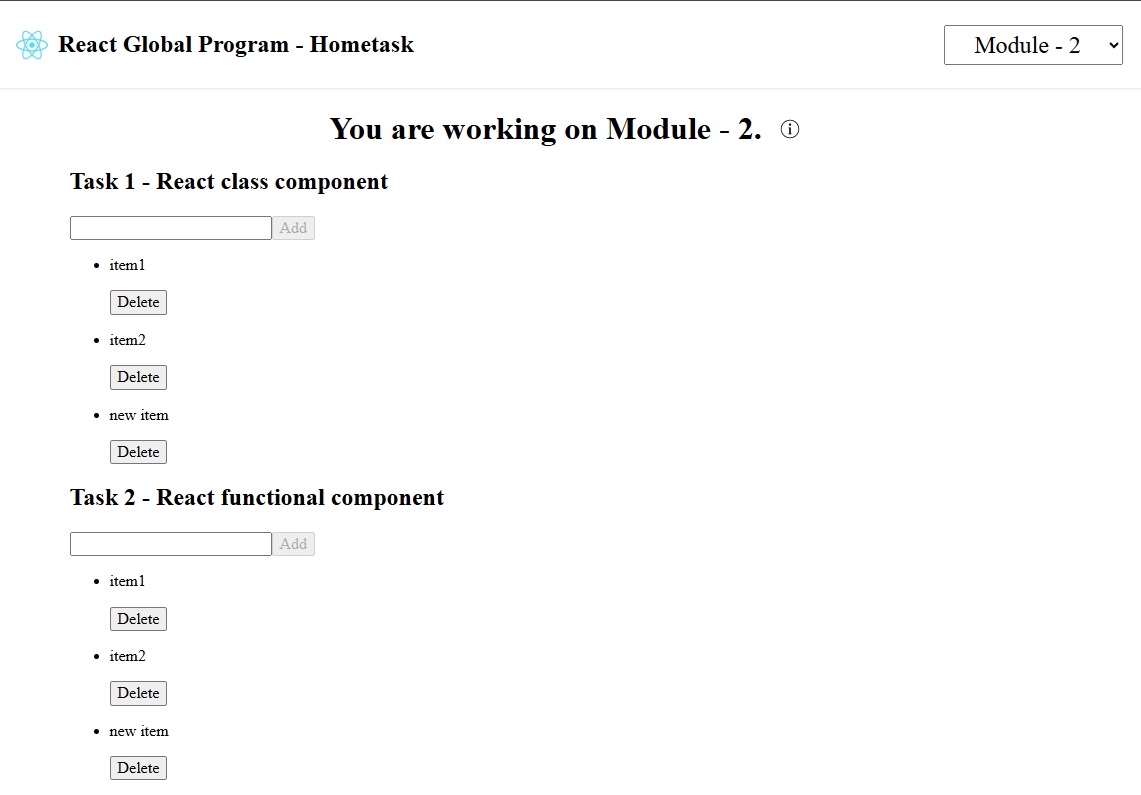 React Global Program - Hometask
Module - 2
You are working on Module - 2.
Task 1 - React class component
Add
item1
Delete
item2
Delete
new item
Delete
Task 2 - React functional component
Add
item1
Delete
item2
Delete
new item
Delete